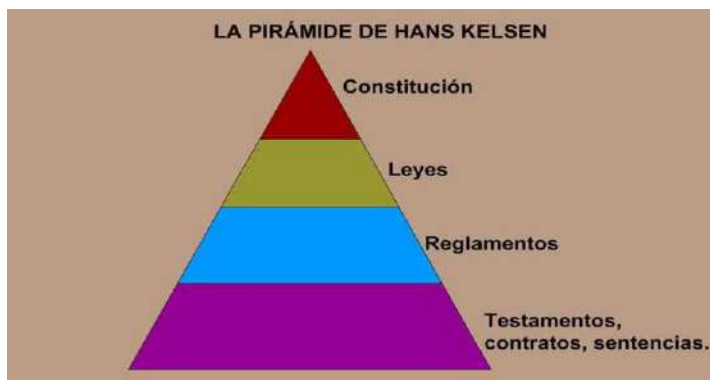 LA PIRÁMIDE DE HANS KELSEN
Constitución
Leyes
Reglamentos
Testamentos,
contratos, sentencias.